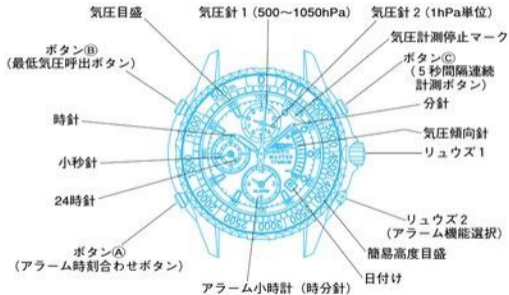 気圧目盛
気圧針1(500〜1050hPa)
気圧針2(1hPa単位)
気圧計測停止マーク
ボタンⒷ
(最低気圧呼出ボタン)
ボタンⒸ
(5秒間隔連続
計測ボタン)
分針
時針
気圧傾向針
リュウズ1
小秒針
24時針
リュウズ2
(アラーム機能選択)
ボタンⒶ
(アラーム時刻合わせボタン)
簡易高度目盛
日付け
アラーム小時計(時分針)